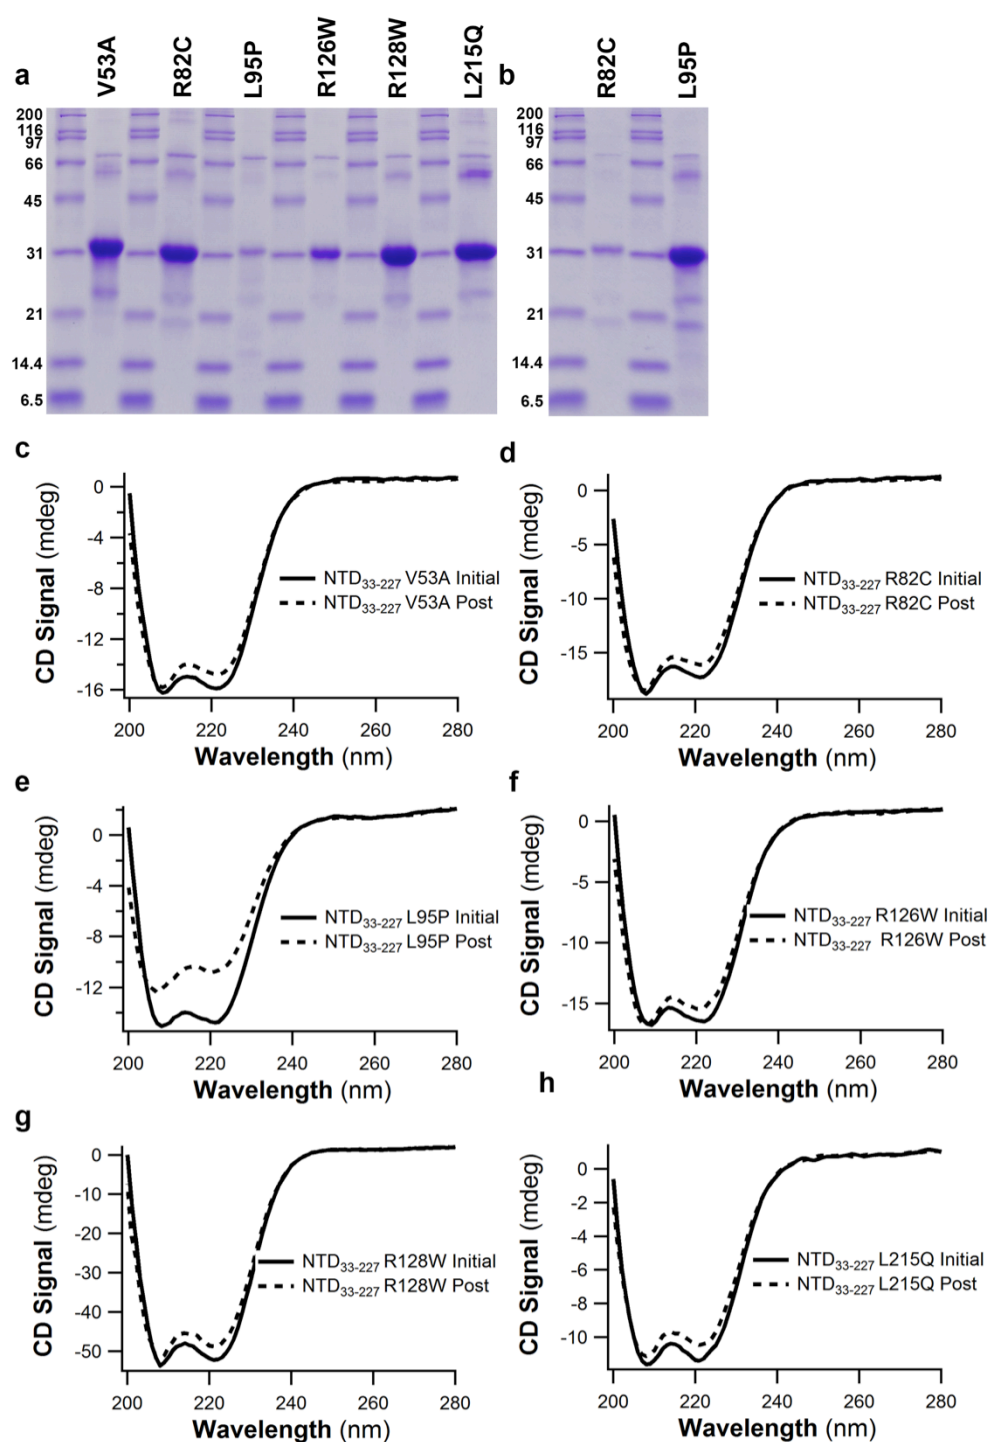 a
V53A
R82C
L95P
R126W
R128W
L215Q
200
116
97
66
45
31
21
14.4
6.5
b
R82C
L95P
200
116
97
66
45
31
21
14.4
6.5
c
CD Signal (mdeg)
0
-4
-8
-12
-16
NTD33-227 V53A Initial
NTD33-227 V53A Post
200 220 240 260 280
Wavelength (nm)
d
CD Signal (mdeg)
0
-5
-10
-15
NTD33-227 R82C Initial
NTD33-227 R82C Post
200 220 240 260 280
Wavelength (nm)
e
CD Signal (mdeg)
0
-4
-8
-12
NTD33-227 L95P Initial
NTD33-227 L95P Post
200 220 240 260 280
Wavelength (nm)
f
CD Signal (mdeg)
0
-5
-10
-15
NTD33-227 R126W Initial
NTD33-227 R126W Post
200 220 240 260 280
Wavelength (nm)
g
CD Signal (mdeg)
0
-10
-20
-30
-40
-50
NTD33-227 R128W Initial
NTD33-227 R128W Post
200 220 240 260 280
Wavelength (nm)
h
CD Signal (mdeg)
0
-2
-4
-6
-8
-10
NTD33-227 L215Q Initial
NTD33-227 L215Q Post
200 220 240 260 280
Wavelength (nm)